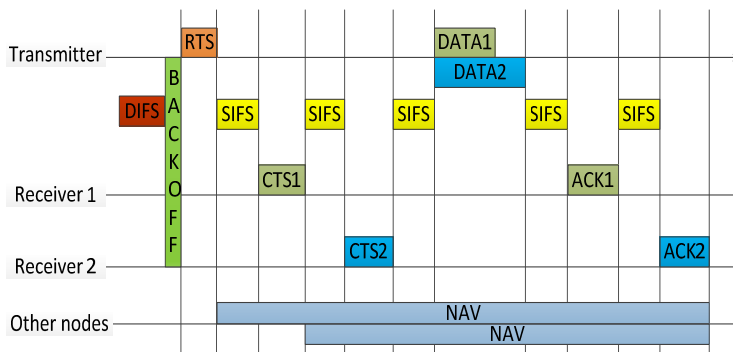 RTS
DATA1
Transmitter
DATA2
BACKOFF
DIFS
SIFS SIFS SIFS SIFS SIFS
CTS1 ACK1
Receiver 1
CTS2 ACK2
Receiver 2
NAV
Other nodes
NAV